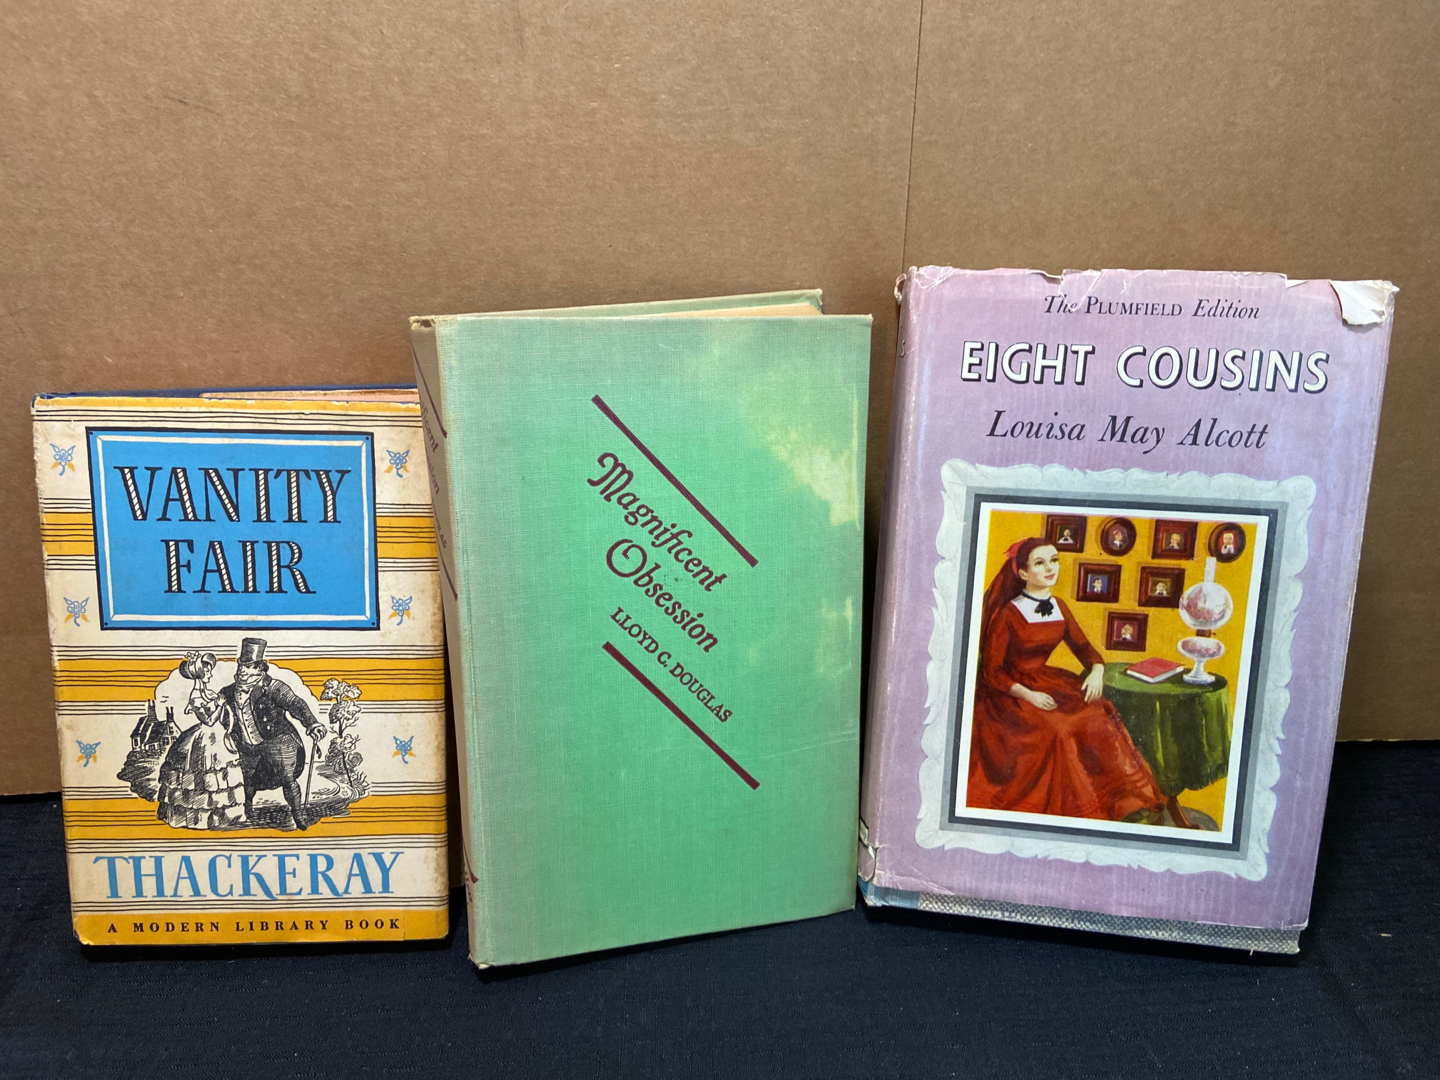 VANITY
FAIR
THACKERAY
A MODERN LIBRARY BOOK
Magnificent
Obsession
LLOYD C. DOUGLAS
The PLUMFIELD Edition
EIGHT COUSINS
Louisa May Alcott